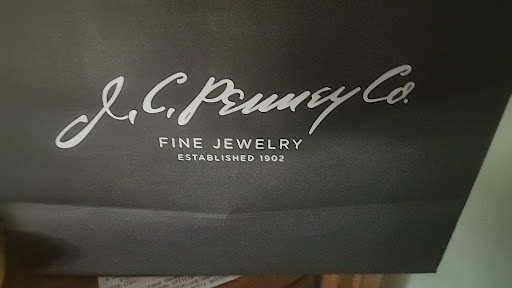 J. C. Penney Co.
FINE JEWELRY
ESTABLISHED 1902